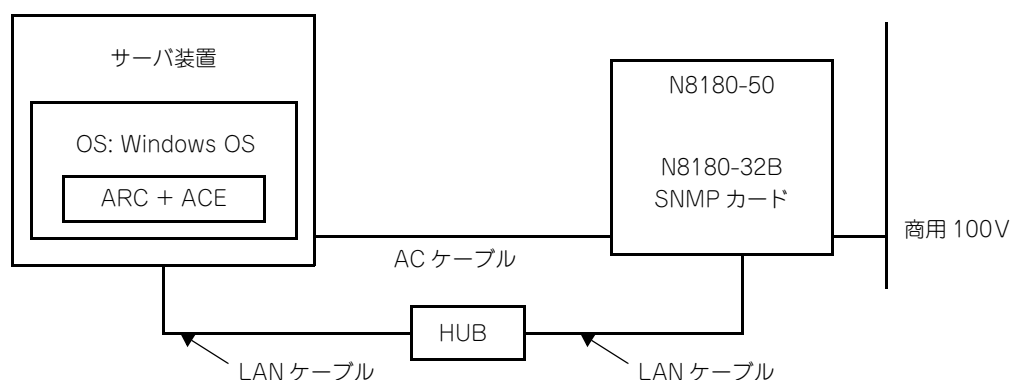 サーバ装置
OS: Windows OS
ARC + ACE
N8180-50
N8180-32B
SNMP カード
商用 100V
AC ケーブル
HUB
LAN ケーブル
LAN ケーブル